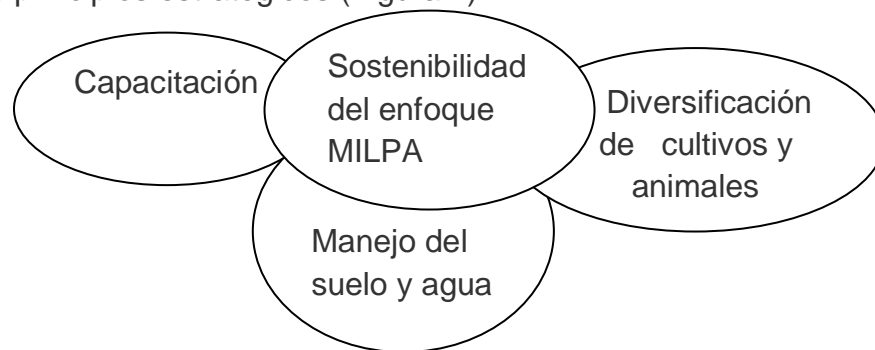 Capacitación
Sostenibilidad
del enfoque
MILPA
Diversificación
de cultivos y
animales
Manejo del
suelo y agua